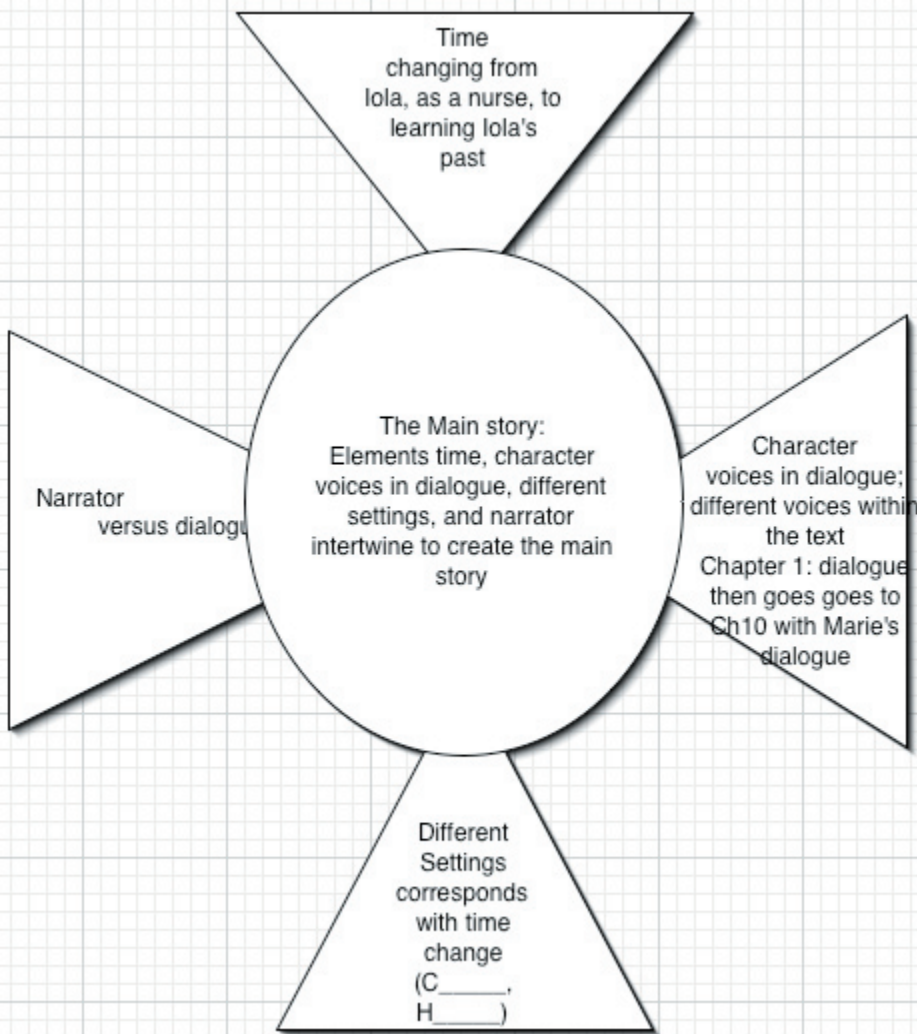 Time
changing from
Iola, as a nurse, to
learning Iola's
past
Narrator
versus dialogu
The Main story:
Elements time, character
voices in dialogue, different
settings, and narrator
intertwine to create the main
story
Character
voices in dialogue;
different voices within
the text
Chapter 1: dialogue
then goes goes to
Ch10 with Marie's
dialogue
Different
Settings
corresponds
with time
change
(C_____,
H_____)